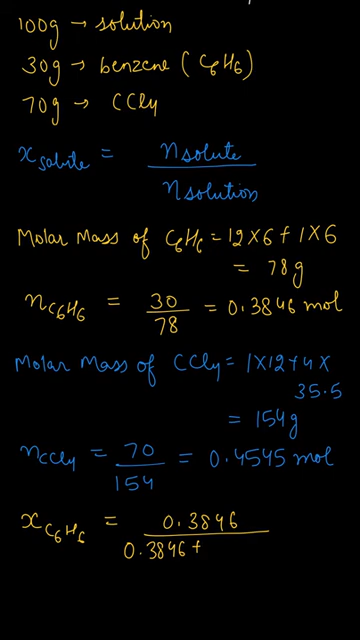 100g → solution
30g → benzene (C6H6)
70g → CCl4
x solute = n solute / n solution
Molar Mass of C6H6 = 12 X 6 + 1 X 6
= 78g
n C6H6 = 30 / 78 = 0.3846 mol
Molar Mass of CCl4 = 1 X 12 + 4 X
35.5
= 154g
n CCl4 = 70 / 154 = 0.4545 mol
x C6H6 = 0.3846 / 0.3846 +